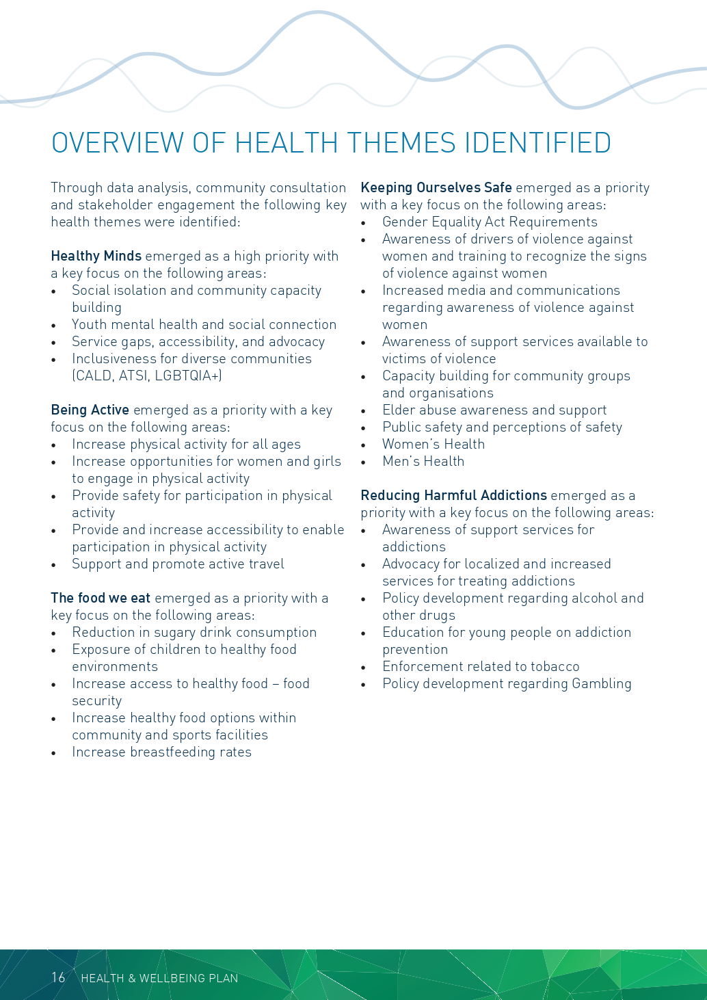 OVERVIEW OF HEALTH THEMES IDENTIFIED
Through data analysis, community consultation
and stakeholder engagement the following key
health themes were identified:
Healthy Minds emerged as a high priority with
a key focus on the following areas:
• Social isolation and community capacity
building
• Youth mental health and social connection
• Service gaps, accessibility, and advocacy
• Inclusiveness for diverse communities
(CALD, ATSI, LGBTQIA+)
Being Active emerged as a priority with a key
focus on the following areas:
• Increase physical activity for all ages
• Increase opportunities for women and girls
to engage in physical activity
• Provide safety for participation in physical
activity
• Provide and increase accessibility to enable
participation in physical activity
• Support and promote active travel
The food we eat emerged as a priority with a
key focus on the following areas:
• Reduction in sugary drink consumption
• Exposure of children to healthy food
environments
• Increase access to healthy food – food
security
• Increase healthy food options within
community and sports facilities
• Increase breastfeeding rates
Keeping Ourselves Safe emerged as a priority
with a key focus on the following areas:
• Gender Equality Act Requirements
• Awareness of drivers of violence against
women and training to recognize the signs
of violence against women
• Increased media and communications
regarding awareness of violence against
women
• Awareness of support services available to
victims of violence
• Capacity building for community groups
and organisations
• Elder abuse awareness and support
• Public safety and perceptions of safety
• Women's Health
• Men's Health
Reducing Harmful Addictions emerged as a
priority with a key focus on the following areas:
• Awareness of support services for
addictions
• Advocacy for localized and increased
services for treating addictions
• Policy development regarding alcohol and
other drugs
• Education for young people on addiction
prevention
• Enforcement related to tobacco
• Policy development regarding Gambling
16 HEALTH & WELLBEING PLAN